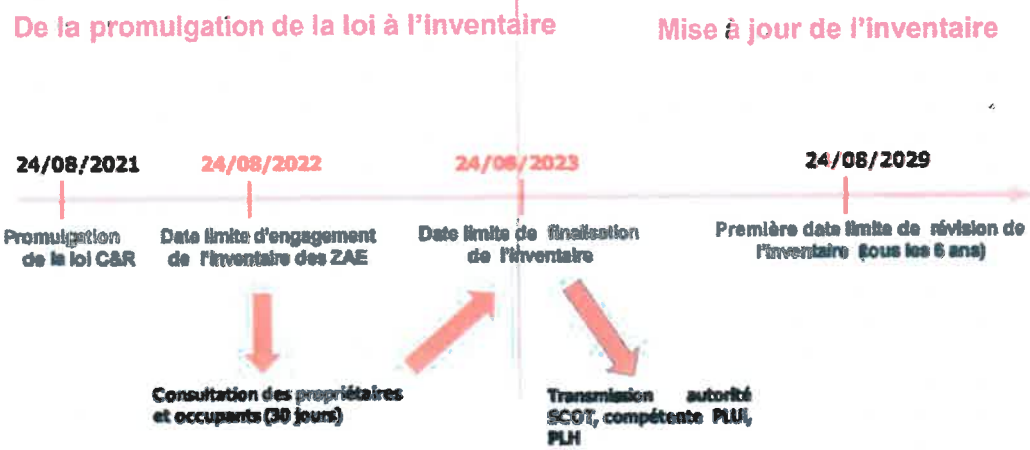 De la promulgation de la loi à l'inventaire
Mise à jour de l'inventaire
24/08/2021
24/08/2022
24/08/2023
24/08/2029
Promulgation
de la loi C&R
Date limite d'engagement
de l'inventaire des ZAE
Date limite de finalisation
de l'inventaire
Première date limite de révision de
l'inventaire (tous les 6 ans)
Consultation des propriétaires
et occupants (30 jours)
Transmission autorité
SCOT, compétente PLUi,
PLH